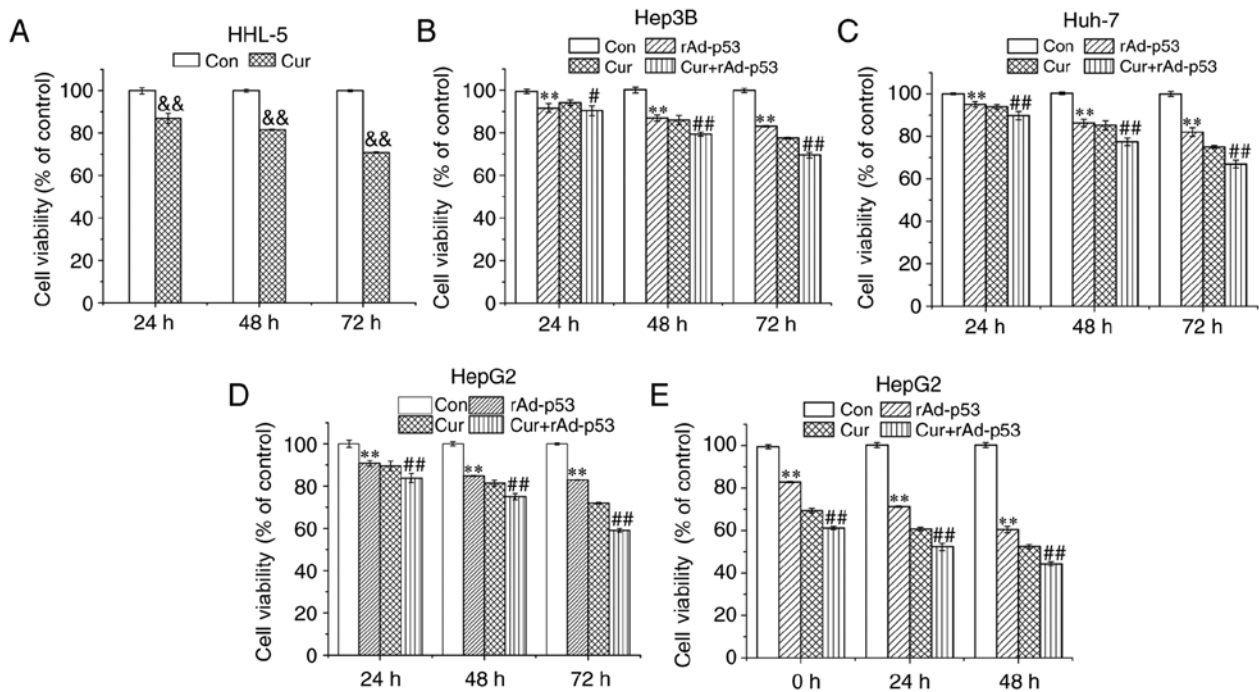 A
HHL-5
Con Cur
Cell viability (% of control)
100
80
60
40
20
0
&&
&&
&&
24 h 48 h 72 h
B
Hep3B
Con rAd-p53
Cur Cur+rAd-p53
Cell viability (% of control)
100
80
60
40
20
0
** #
** ##
** ##
24 h 48 h 72 h
C
Huh-7
Con rAd-p53
Cur Cur+rAd-p53
Cell viability (% of control)
100
80
60
40
20
0
** ##
** ##
** ##
24 h 48 h 72 h
D
HepG2
Con rAd-p53
Cur Cur+rAd-p53
Cell viability (% of control)
100
80
60
40
20
0
** ##
** ##
** ##
24 h 48 h 72 h
E
HepG2
Con rAd-p53
Cur Cur+rAd-p53
Cell viability (% of control)
100
80
60
40
20
0
** ##
** ##
** ##
0 h 24 h 48 h